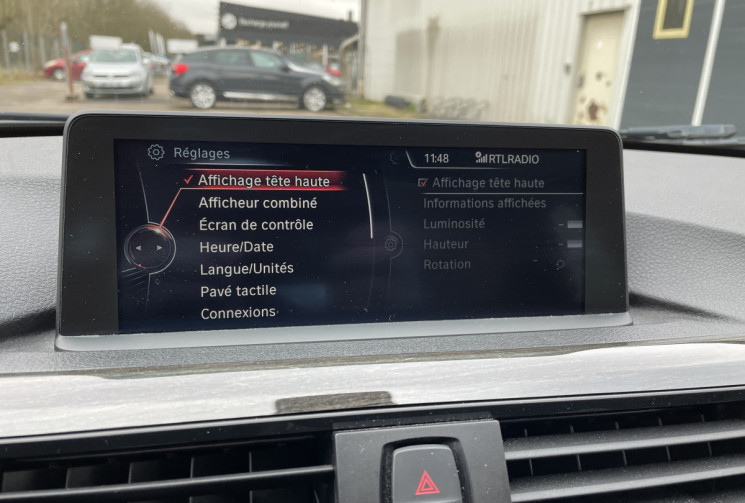 Réglages
11:48 RTLRADIO
Affichage tête haute
Afficheur combiné
Écran de contrôle
Heure/Date
Langue/Unités
Pavé tactile
Connexions
Affichage tête haute
Informations affichées
Luminosité
Hauteur
Rotation